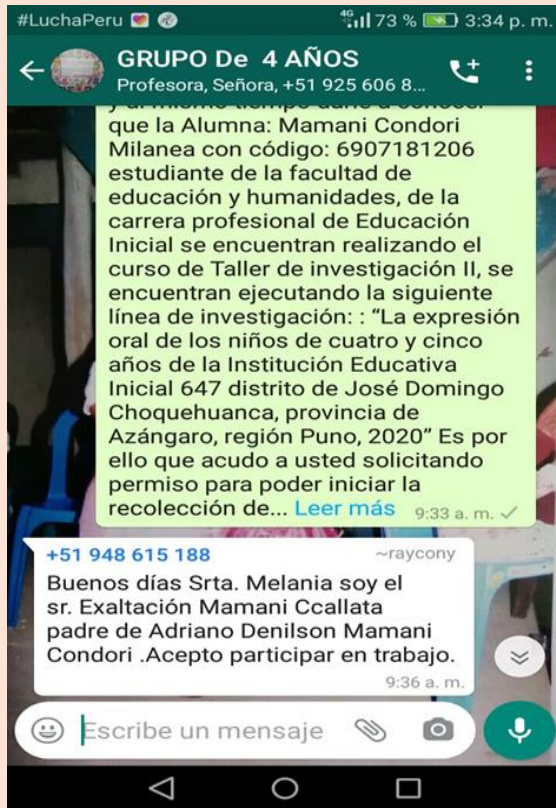 #LuchaPeru
4G 73 % 3:34 p. m.
GRUPO De 4 AÑOS
Profesora, Señora, +51 925 606 8...
que la Alumna: Mamani Condori
Milanea con código: 6907181206
estudiante de la facultad de
educación y humanidades, de la
carrera profesional de Educación
Inicial se encuentran realizando el
curso de Taller de investigación II, se
encuentran ejecutando la siguiente
línea de investigación: : “La expresión
oral de los niños de cuatro y cinco
años de la Institución Educativa
Inicial 647 distrito de José Domingo
Choquehuanca, provincia de
Azángaro, región Puno, 2020” Es por
ello que acudo a usted solicitando
permiso para poder iniciar la
recolección de... Leer más 9:33 a. m.
+51 948 615 188 ~raycony
Buenos días Srta. Melania soy el
sr. Exaltación Mamani Ccallata
padre de Adriano Denilson Mamani
Condori .Acepto participar en trabajo.
9:36 a. m.
Escribe un mensaje